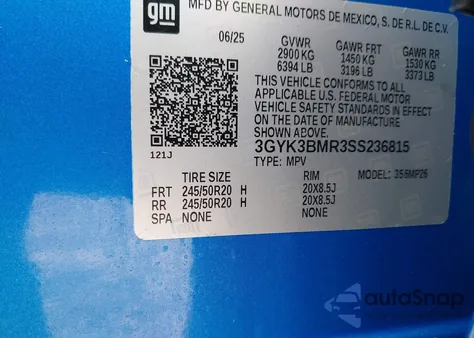 gm
MFD BY GENERAL MOTORS DE MEXICO, S. DE R.L. DE C.V.
06/25 GVWR GAWR FRT GAWR RR
2900 KG 1450 KG 1530 KG
6394 LB 3196 LB 3373 LB
THIS VEHICLE CONFORMS TO ALL
APPLICABLE U.S. FEDERAL MOTOR
VEHICLE SAFETY STANDARDS IN EFFECT
ON THE DATE OF MANUFACTURE
SHOWN ABOVE.
3GYK3BMR3SS236815
TYPE: MPV MODEL: 356MP26
121J
TIRE SIZE RIM
FRT 245/50R20 H 20X8.5J
RR 245/50R20 H 20X8.5J
SPA NONE NONE
autoSnap